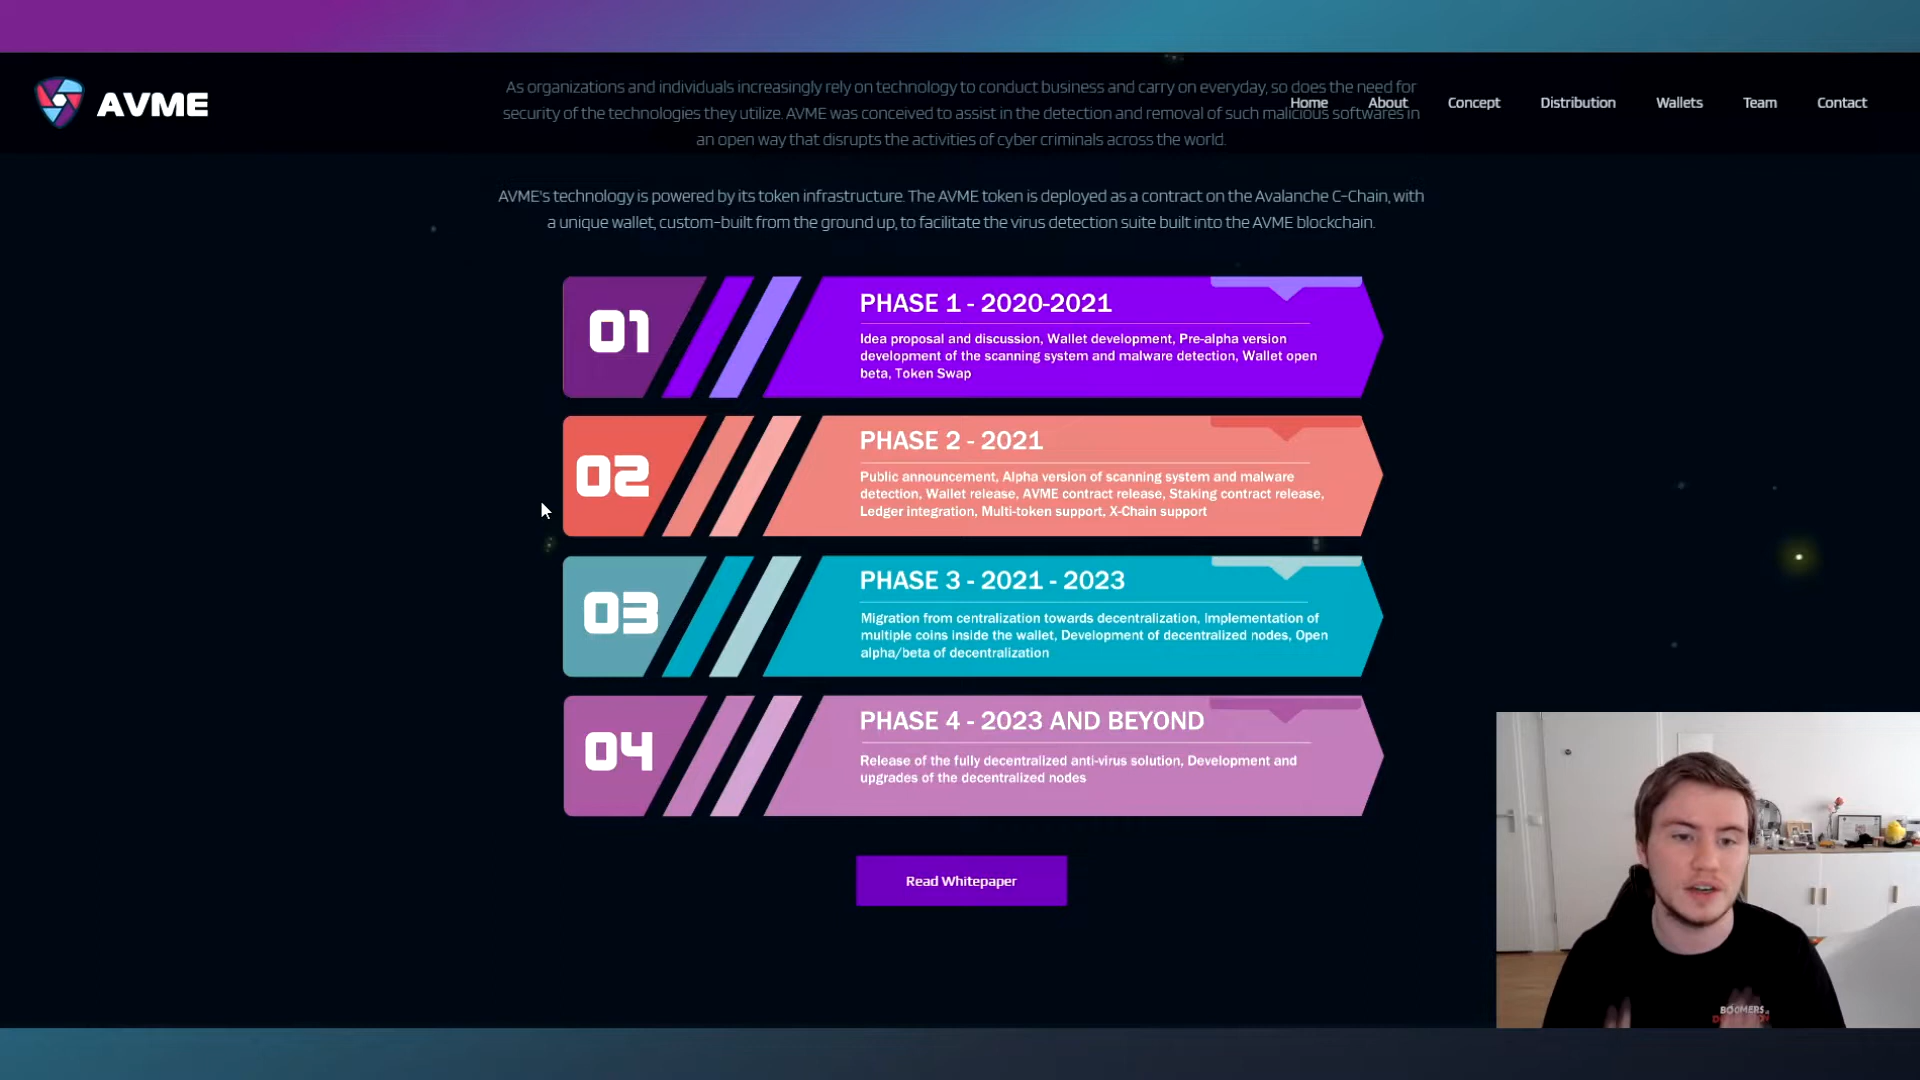 AVME
Home About Concept Distribution Wallets Team Contact
As organizations and individuals increasingly rely on technology to conduct business and carry on everyday, so does the need for
security of the technologies they utilize. AVME was conceived to assist in the detection and removal of such malicious softwares in
an open way that disrupts the activities of cyber criminals across the world.
AVME's technology is powered by its token infrastructure. The AVME token is deployed as a contract on the Avalanche C-Chain, with
a unique wallet, custom-built from the ground up, to facilitate the virus detection suite built into the AVME blockchain.
01
PHASE 1 - 2020-2021
Idea proposal and discussion, Wallet development, Pre-alpha version
development of the scanning system and malware detection, Wallet open
beta, Token Swap
02
PHASE 2 - 2021
Public announcement, Alpha version of scanning system and malware
detection, Wallet release, AVME contract release, Staking contract release,
Ledger integration, Multi-token support, X-Chain support
03
PHASE 3 - 2021 - 2023
Migration from centralization towards decentralization, Implementation of
multiple coins inside the wallet, Development of decentralized nodes, Open
alpha/beta of decentralization
04
PHASE 4 - 2023 AND BEYOND
Release of the fully decentralized anti-virus solution, Development and
upgrades of the decentralized nodes
Read Whitepaper
BOOMERS